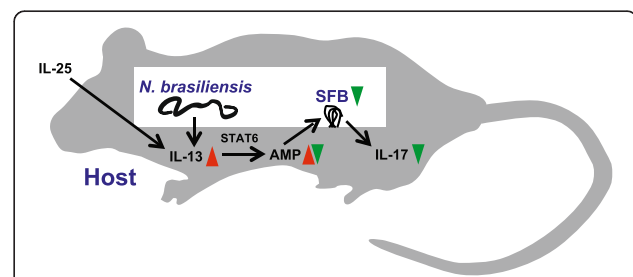 IL-25
N. brasiliensis
SFB
STAT6
IL-13
AMP
IL-17
Host